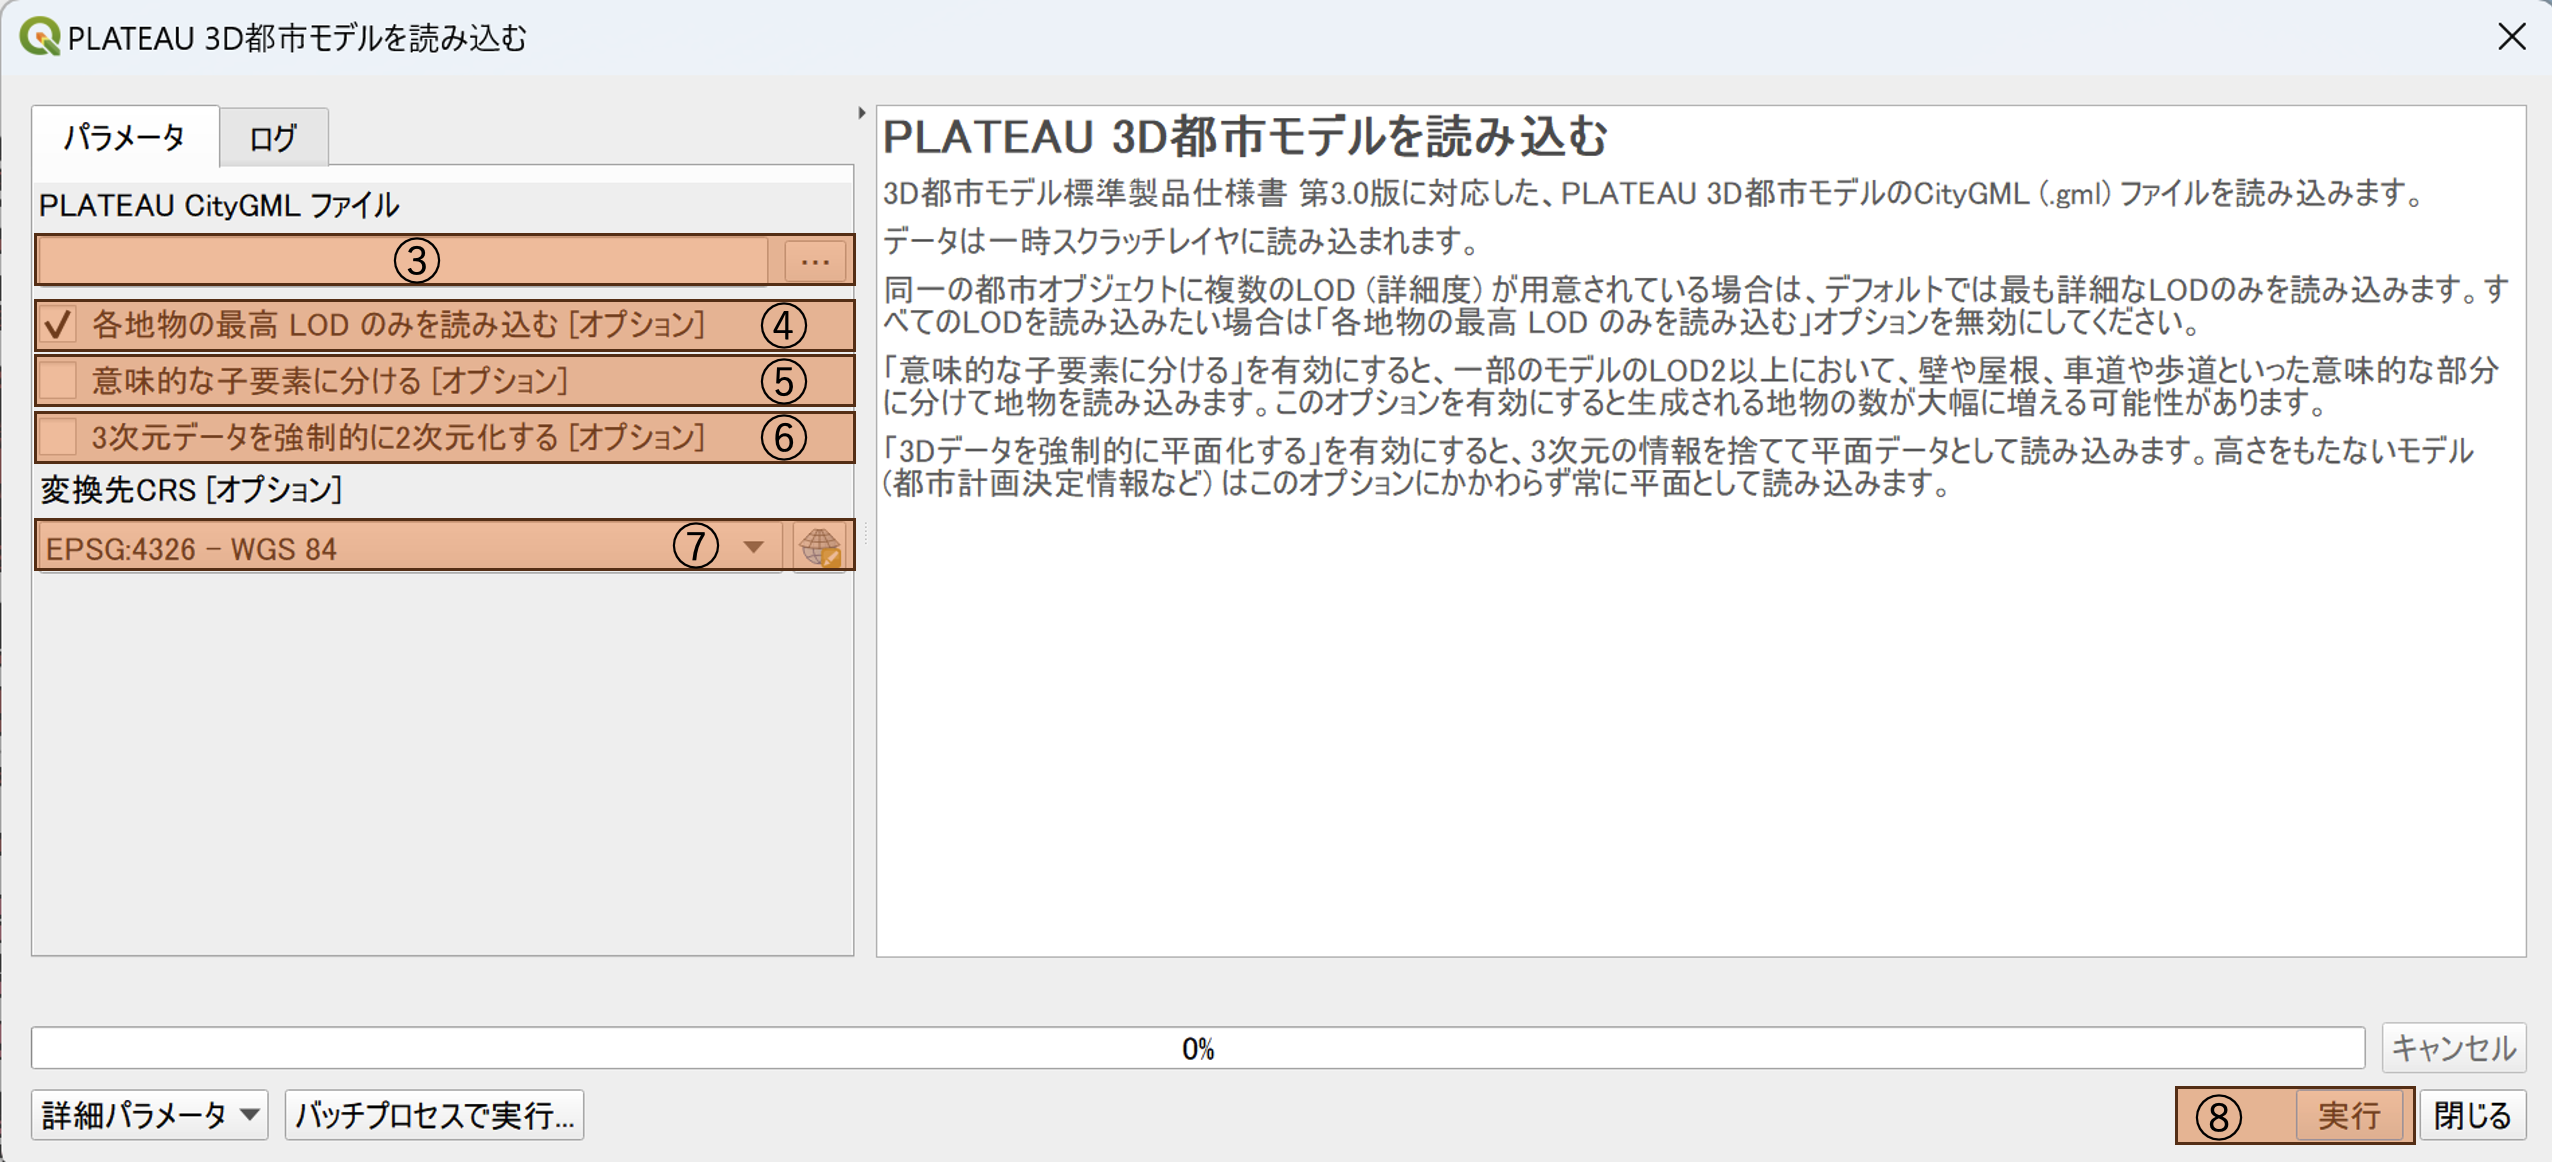 PLATEAU 3D都市モデルを読み込む
パラメータ
ログ
PLATEAU CityGML ファイル
③
...
各地物の最高 LOD のみを読み込む [オプション]
④
意味的な子要素に分ける [オプション]
⑤
3次元データを強制的に2次元化する [オプション]
⑥
変換先CRS [オプション]
EPSG:4326 – WGS 84
⑦
PLATEAU 3D都市モデルを読み込む
3D都市モデル標準製品仕様書 第3.0版に対応した、PLATEAU 3D都市モデルのCityGML (.gml) ファイルを読み込みます。
データは一時スクラッチレイヤに読み込まれます。
同一の都市オブジェクトに複数のLOD (詳細度) が用意されている場合は、デフォルトでは最も詳細なLODのみを読み込みます。す
べてのLODを読み込みたい場合は「各地物の最高 LOD のみを読み込む」オプションを無効にしてください。
「意味的な子要素に分ける」を有効にすると、一部のモデルのLOD2以上において、壁や屋根、車道や歩道といった意味的な部分
に分けて地物を読み込みます。このオプションを有効にすると生成される地物の数が大幅に増える可能性があります。
「3Dデータを強制的に平面化する」を有効にすると、3次元の情報を捨てて平面データとして読み込みます。高さをもたないモデル
(都市計画決定情報など) はこのオプションにかかわらず常に平面として読み込みます。
0%
キャンセル
詳細パラメータ
バッチプロセスで実行...
⑧
実行
閉じる